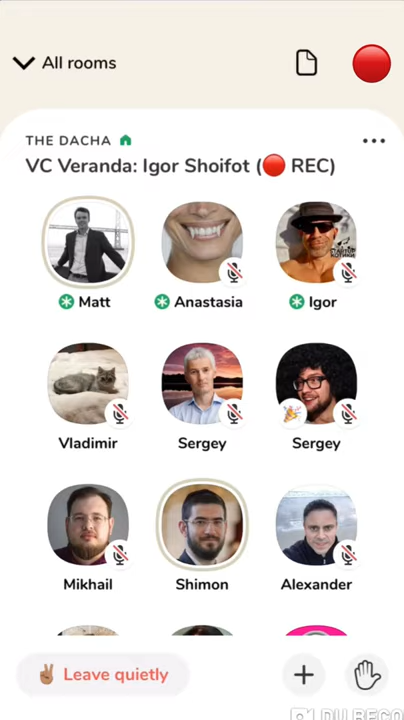 All rooms
THE DACHA
VC Veranda: Igor Shoifot (🔴 REC)
Matt
Anastasia
Igor
Vladimir
Sergey
Sergey
Mikhail
Shimon
Alexander
Leave quietly